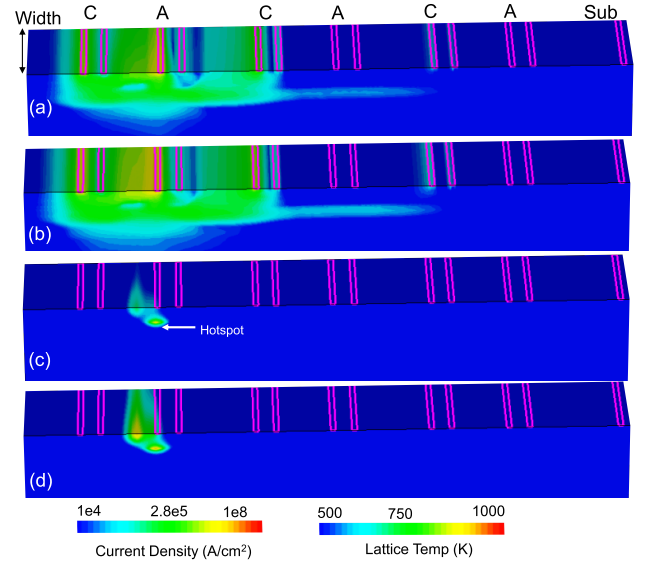 Width C A C A C A Sub
(a)
(b)
Hotspot
(c)
(d)
1e4 2.8e5 1e8 500 750 1000
Current Density (A/cm²) Lattice Temp (K)